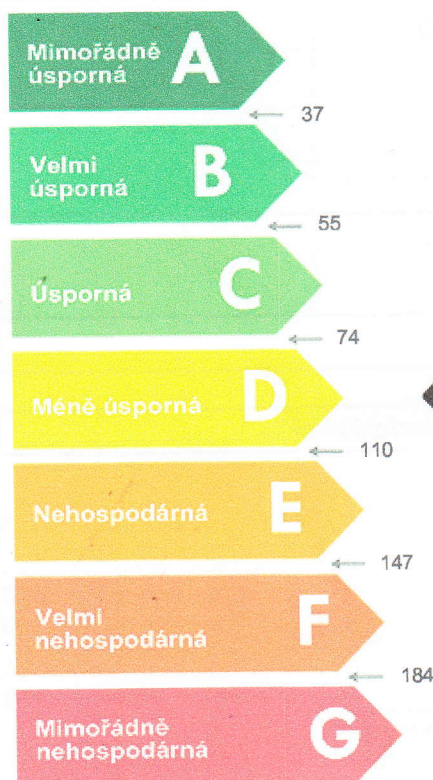 Mimořádně
úsporná
A
37
Velmi
úsporná
B
55
Úsporná
C
74
Méně úsporná
D
110
Nehospodárná
E
147
Velmi
nehospodárná
F
184
Mimořádně
nehospodárná
G